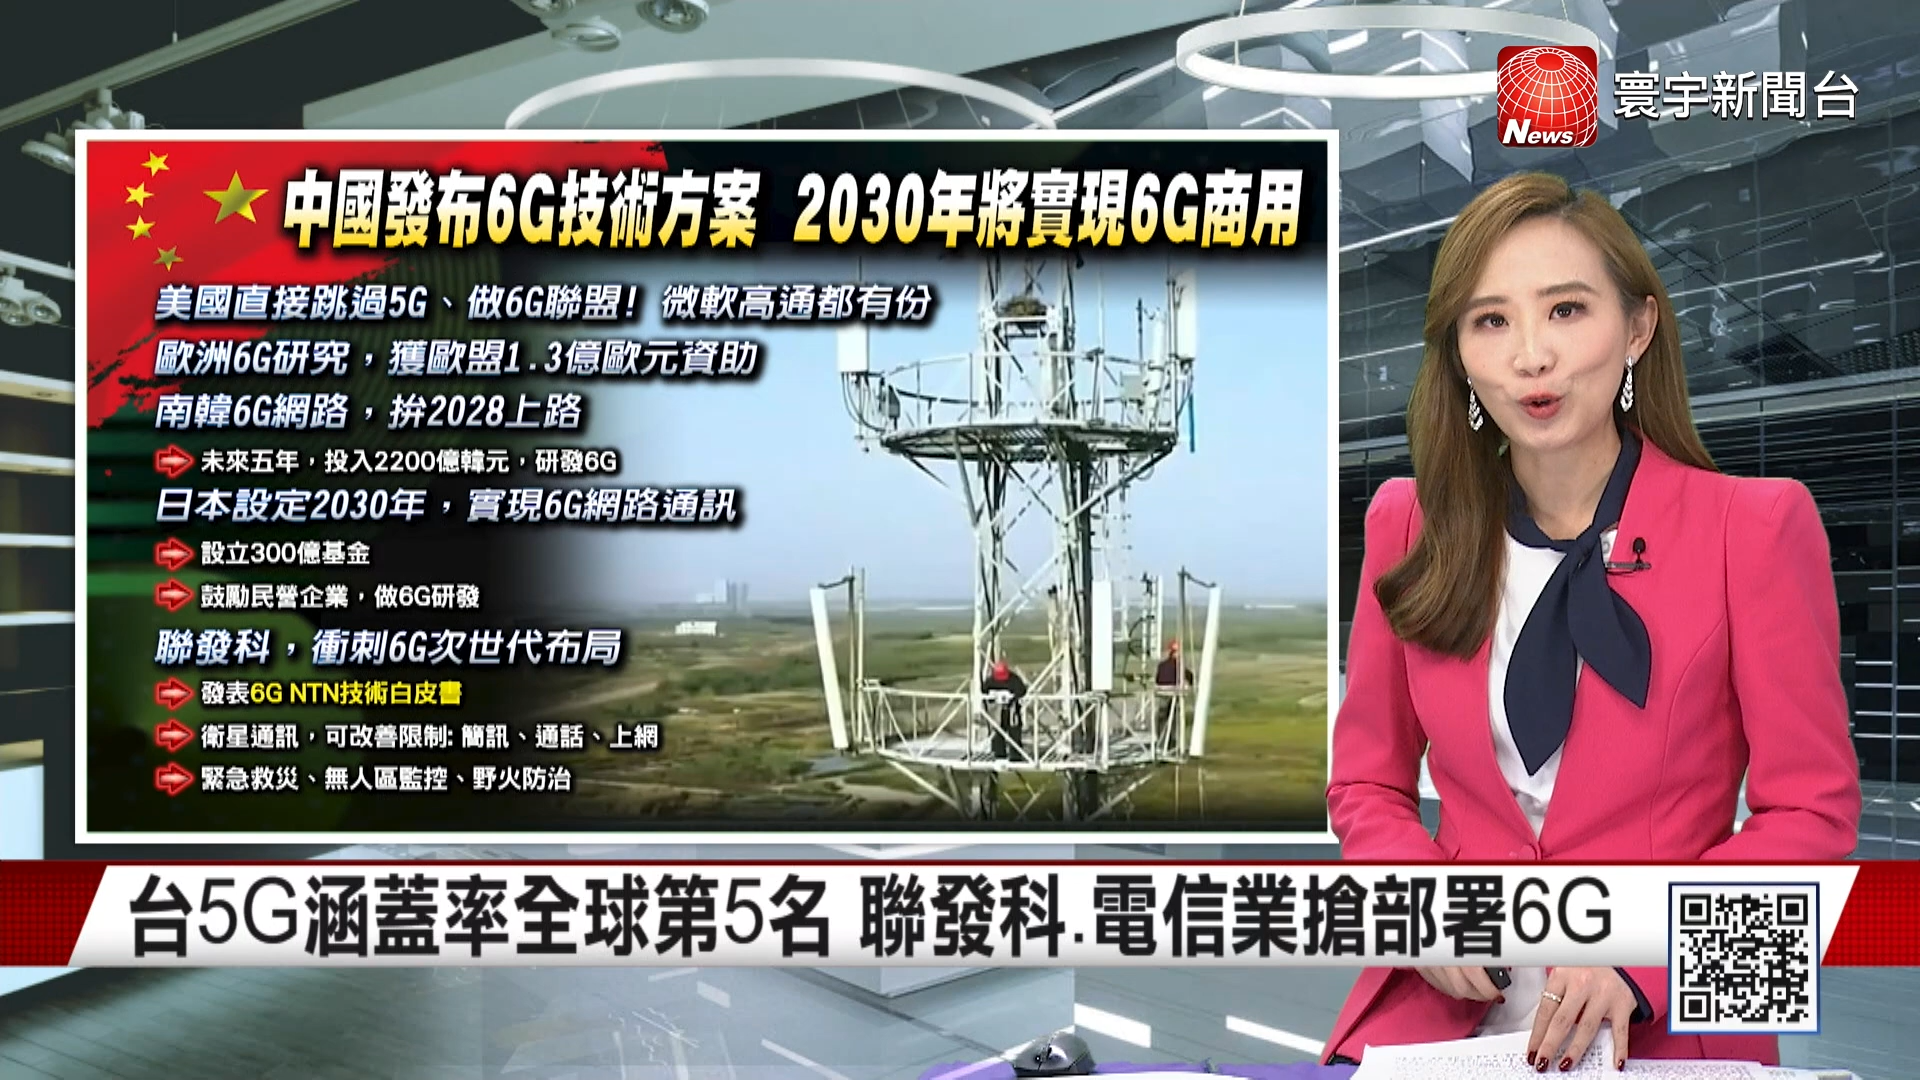 News 寰宇新聞台
中國發布6G技術方案 2030年將實現6G商用
美國直接跳過5G、做6G聯盟! 微軟高通都有份
歐洲6G研究，獲歐盟1.3億歐元資助
南韓6G網路，拚2028上路
未來五年，投入2200億韓元，研發6G
日本設定2030年，實現6G網路通訊
設立300億基金
鼓勵民營企業，做6G研發
聯發科，衝刺6G次世代布局
發表6G NTN技術白皮書
衛星通訊，可改善限制: 簡訊、通話、上網
緊急救災、無人區監控、野火防治
台5G涵蓋率全球第5名 聯發科.電信業搶部署6G